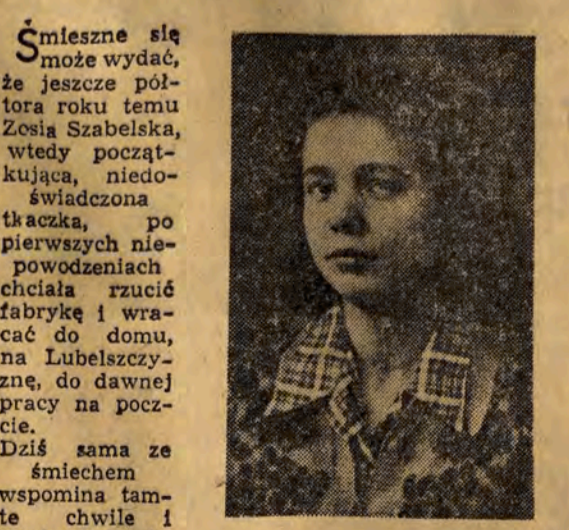 Śmieszne się
może wydać,
że jeszcze pół-
tora roku temu
Zosia Szabelska,
wtedy począt-
kująca, niedo-
świadczona
tkaczka, po
pierwszych nie-
powodzeniach
chciała rzucić
fabrykę i wra-
cać do domu,
na Lubelszczy-
znę, do dawnej
pracy na pocz-
cie.
Dziś sama ze
śmiechem
wspomina tam-
te chwile i